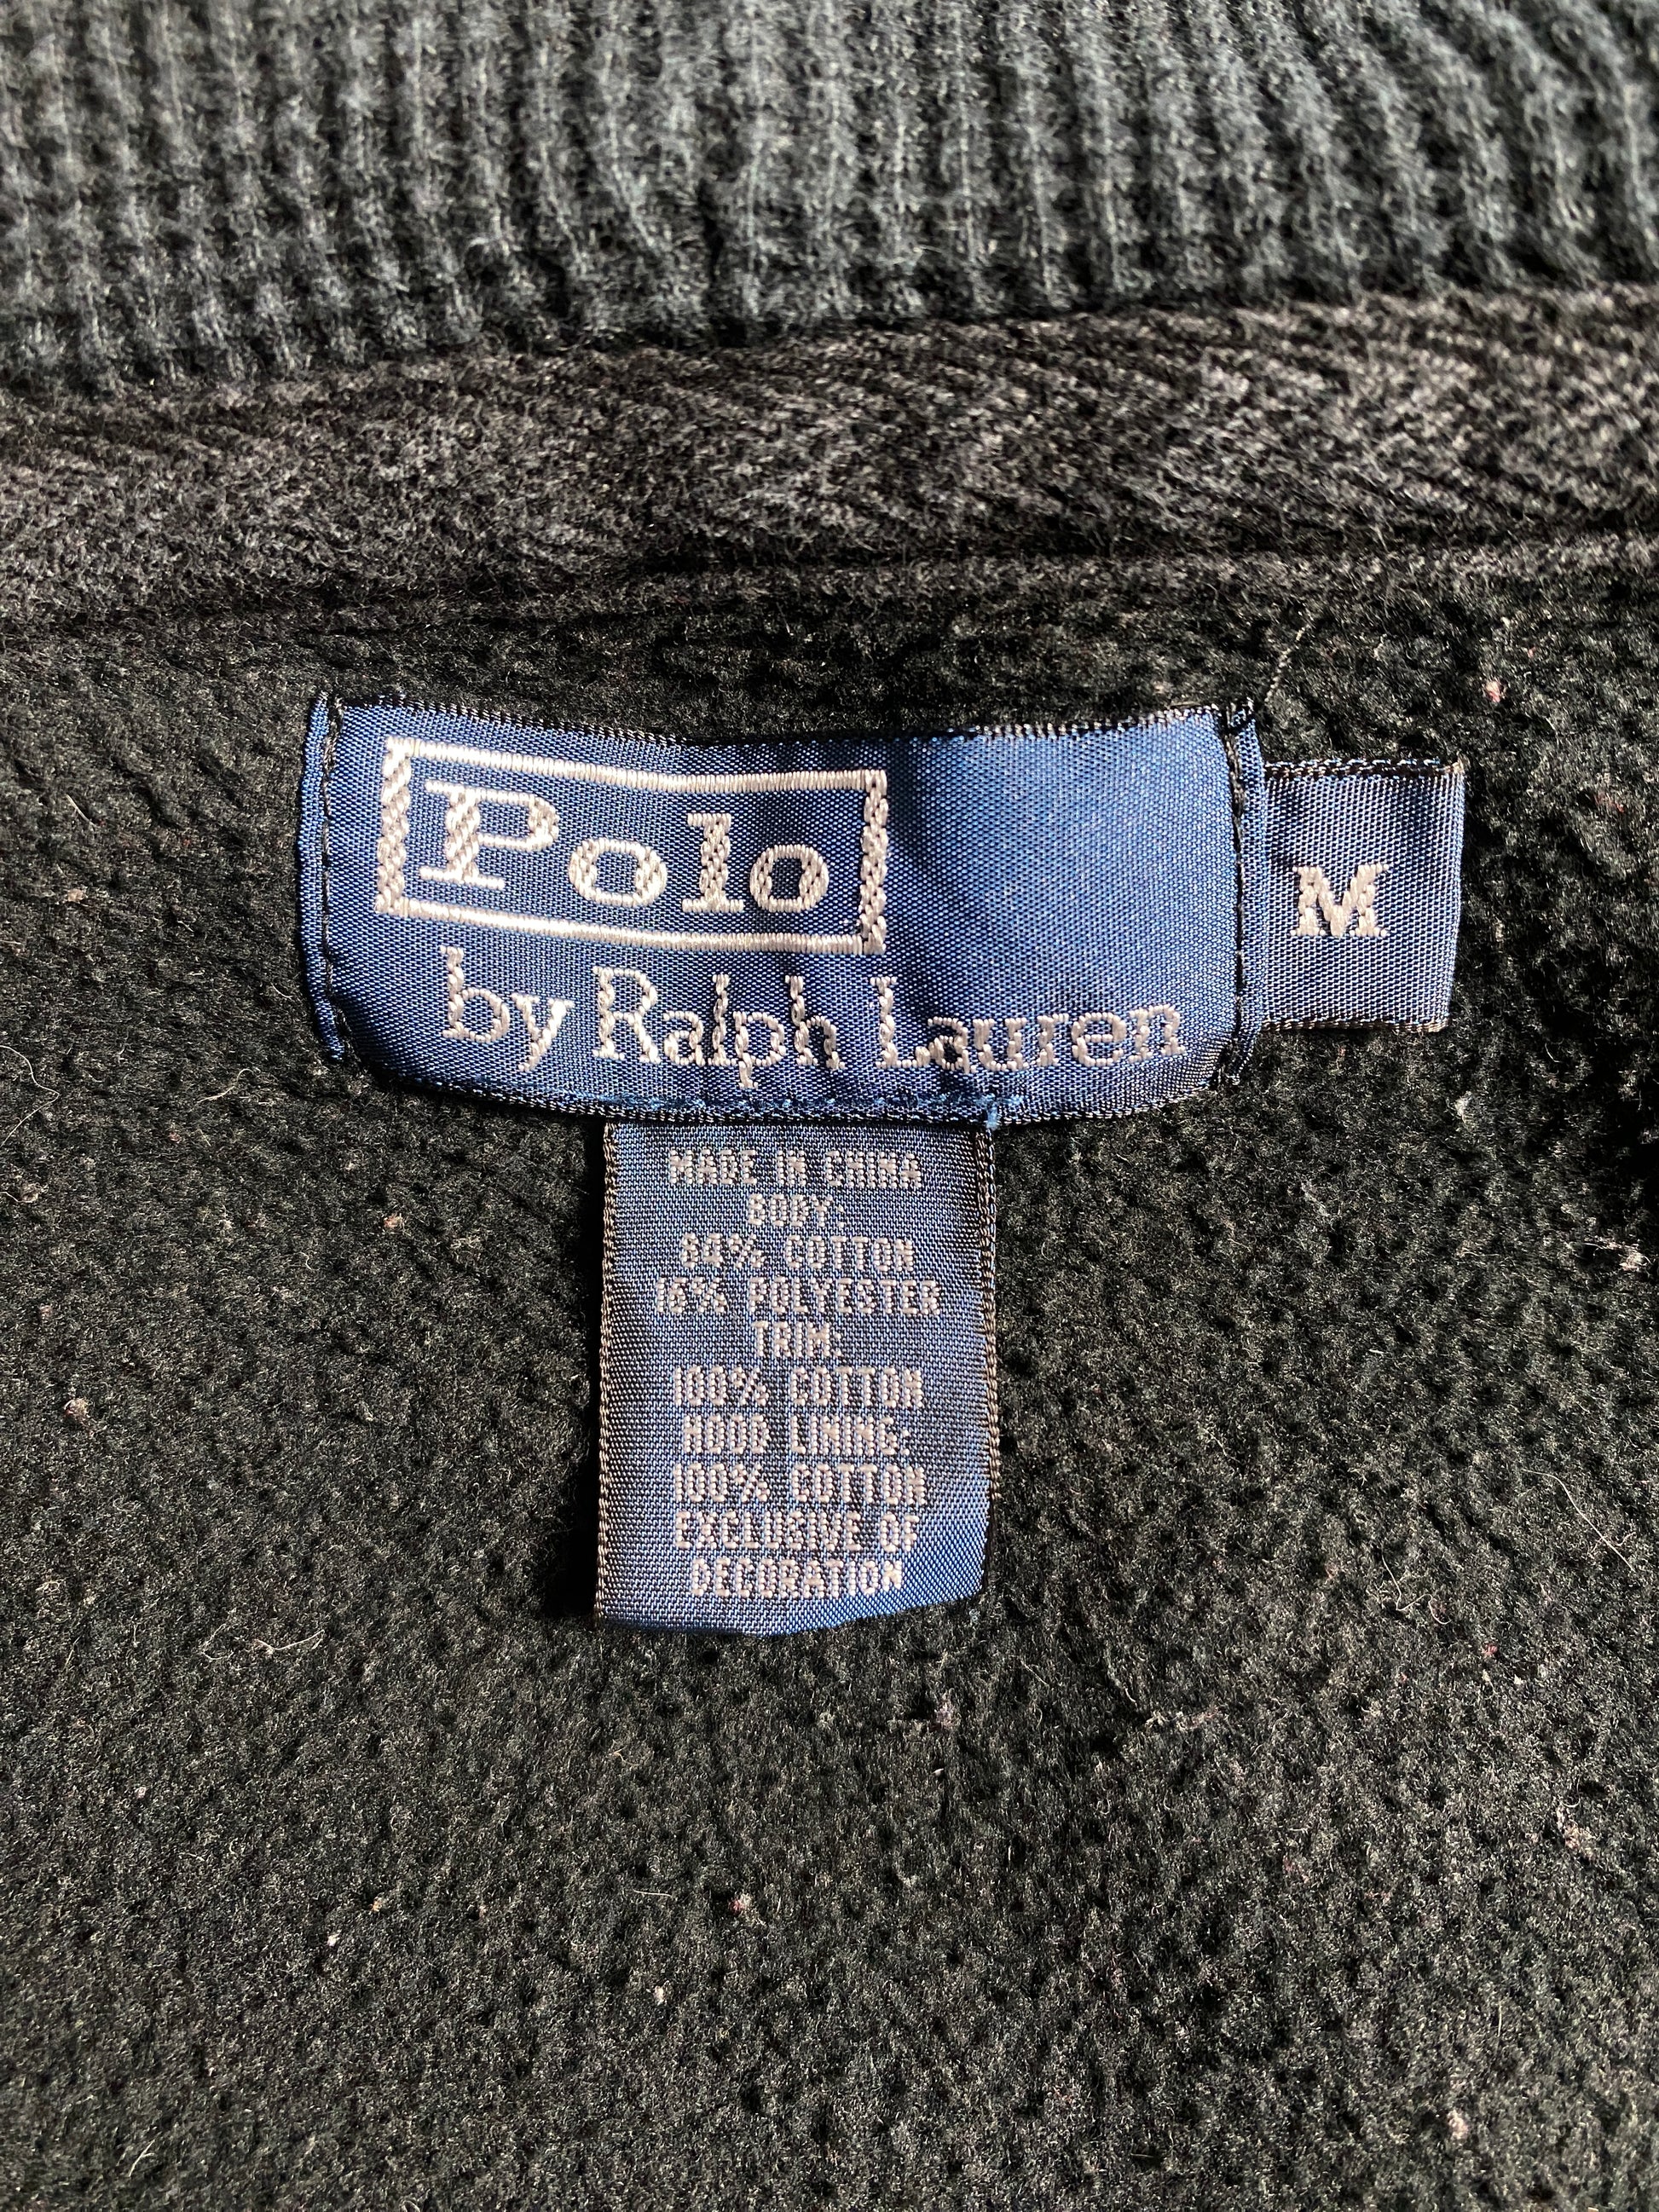 Polo
by Ralph Lauren
M
MADE IN CHINA
BODY:
84% COTTON
16% POLYESTER
TRIM:
100% COTTON
HOOD LINING:
100% COTTON
EXCLUSIVE OF
DECORATION